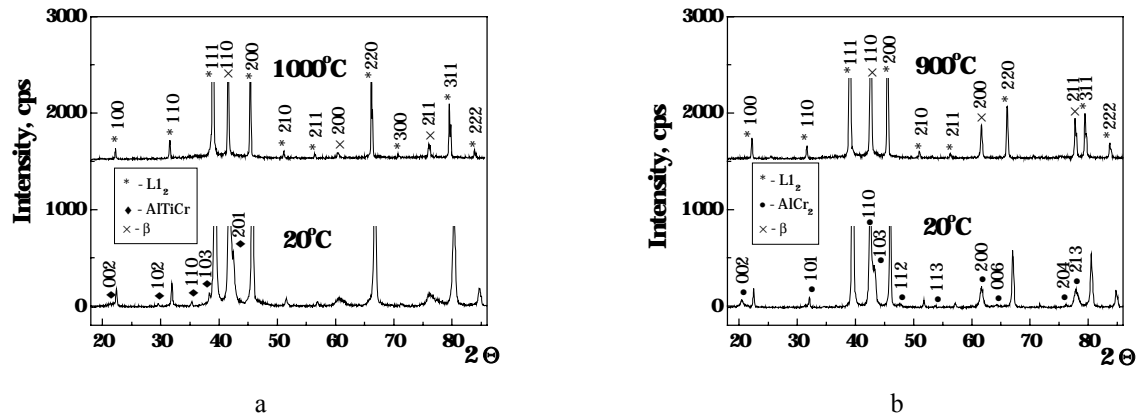 3000
2000
1000
0
Intensity, cps
1000°C
* 100
* 110
* 111
× 110
* 200
* 210
* 211
× 200
* 220
* 300
× 211
* 311
* 222
* - L1₂
◆ - AlTiCr
× - β
20°C
◆ 002
◆ 102
◆ 110
◆ 103
◆ 201
20 30 40 50 60 70 80
2 Θ
a
3000
2000
1000
0
Intensity, cps
900°C
* 100
* 110
* 111
× 110
* 200
* 210
* 211
× 200
* 220
× 211
* 311
* 222
* - L1₂
● - AlCr₂
× - β
20°C
● 002
● 101
● 110
● 103
● 112
● 113
● 200
● 006
● 204
● 213
20 30 40 50 60 70 80
2 Θ
b